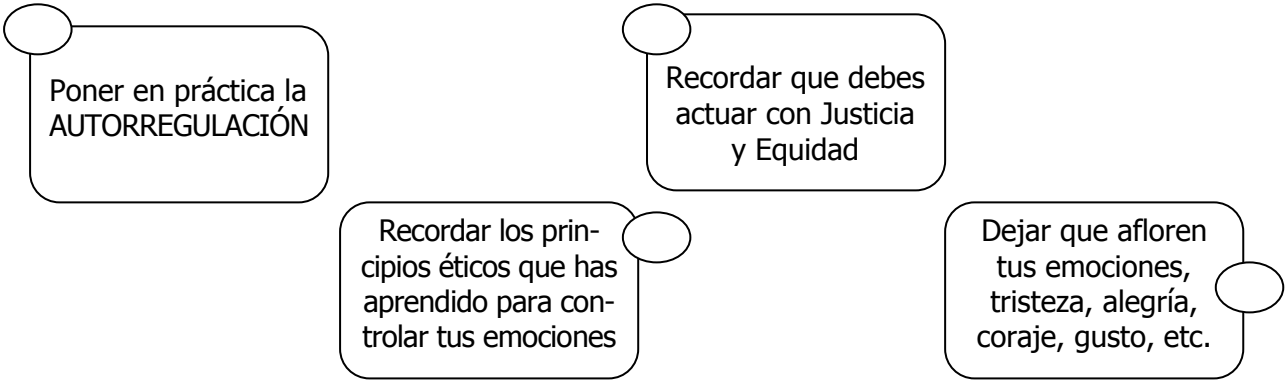 Poner en práctica la
AUTORREGULACIÓN
Recordar que debes
actuar con Justicia
y Equidad
Recordar los prin-
cipios éticos que has
aprendido para con-
trolar tus emociones
Dejar que afloren
tus emociones,
tristeza, alegría,
coraje, gusto, etc.